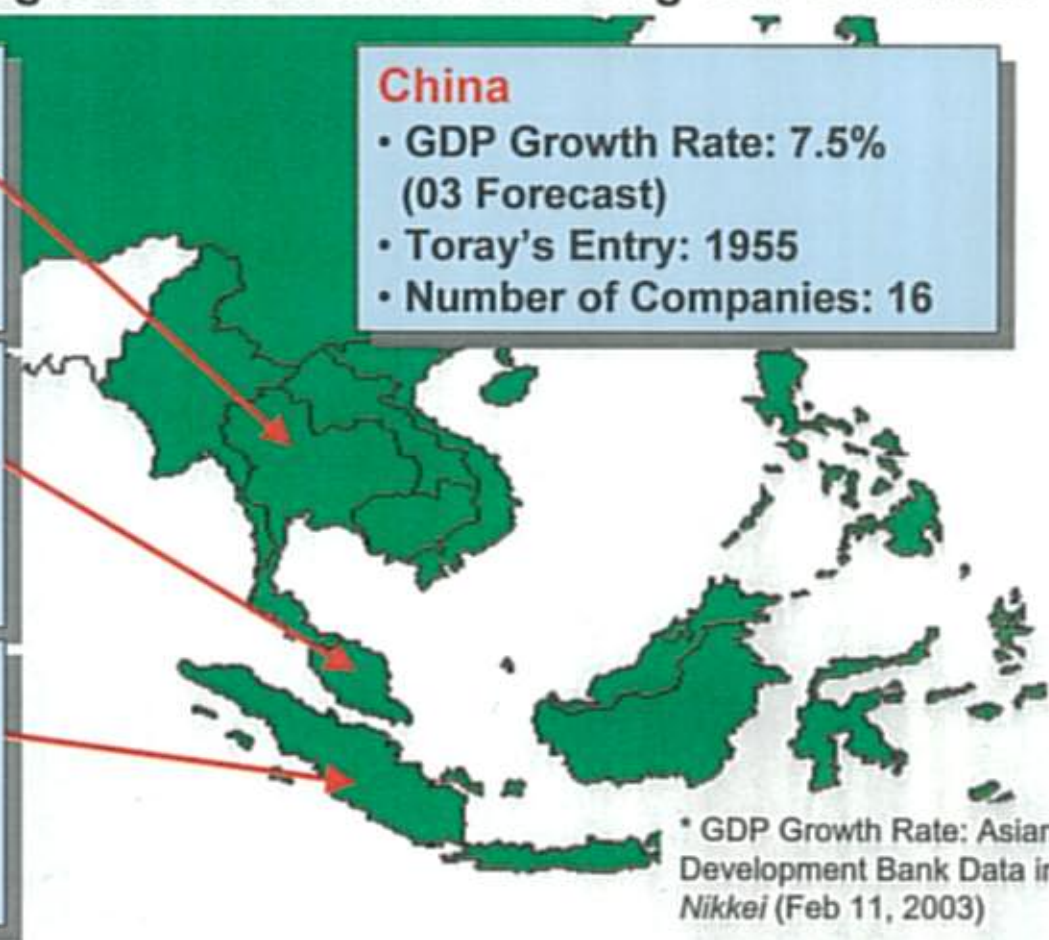 China
• GDP Growth Rate: 7.5%
(03 Forecast)
• Toray's Entry: 1955
• Number of Companies: 16
* GDP Growth Rate: Asian
Development Bank Data in
Nikkei (Feb 11, 2003)